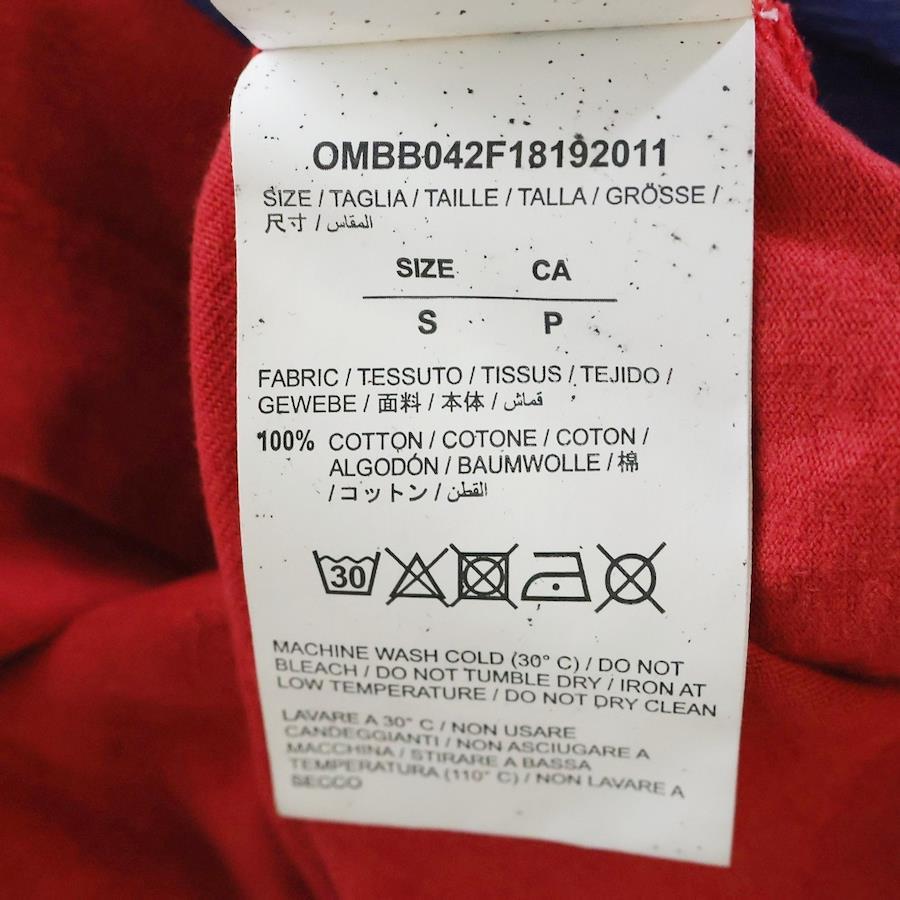 OMBB042F18192011
SIZE / TAGLIA / TAILLE / TALLA / GRÖSSE /
尺寸 / المقاس
SIZE CA
S P
FABRIC / TESSUTO / TISSUS / TEJIDO /
GEWEBE / 面料 / 本体 / قماش
100% COTTON / COTONE / COTON /
ALGODÓN / BAUMWOLLE / 棉
/ コットン / القطن
30
MACHINE WASH COLD (30° C) / DO NOT
BLEACH / DO NOT TUMBLE DRY / IRON AT
LOW TEMPERATURE / DO NOT DRY CLEAN
LAVARE A 30° C / NON USARE
CANDEGGIANTI / NON ASCIUGARE A
MACCHINA / STIRARE A BASSA
TEMPERATURA (110° C) / NON LAVARE A
SECCO